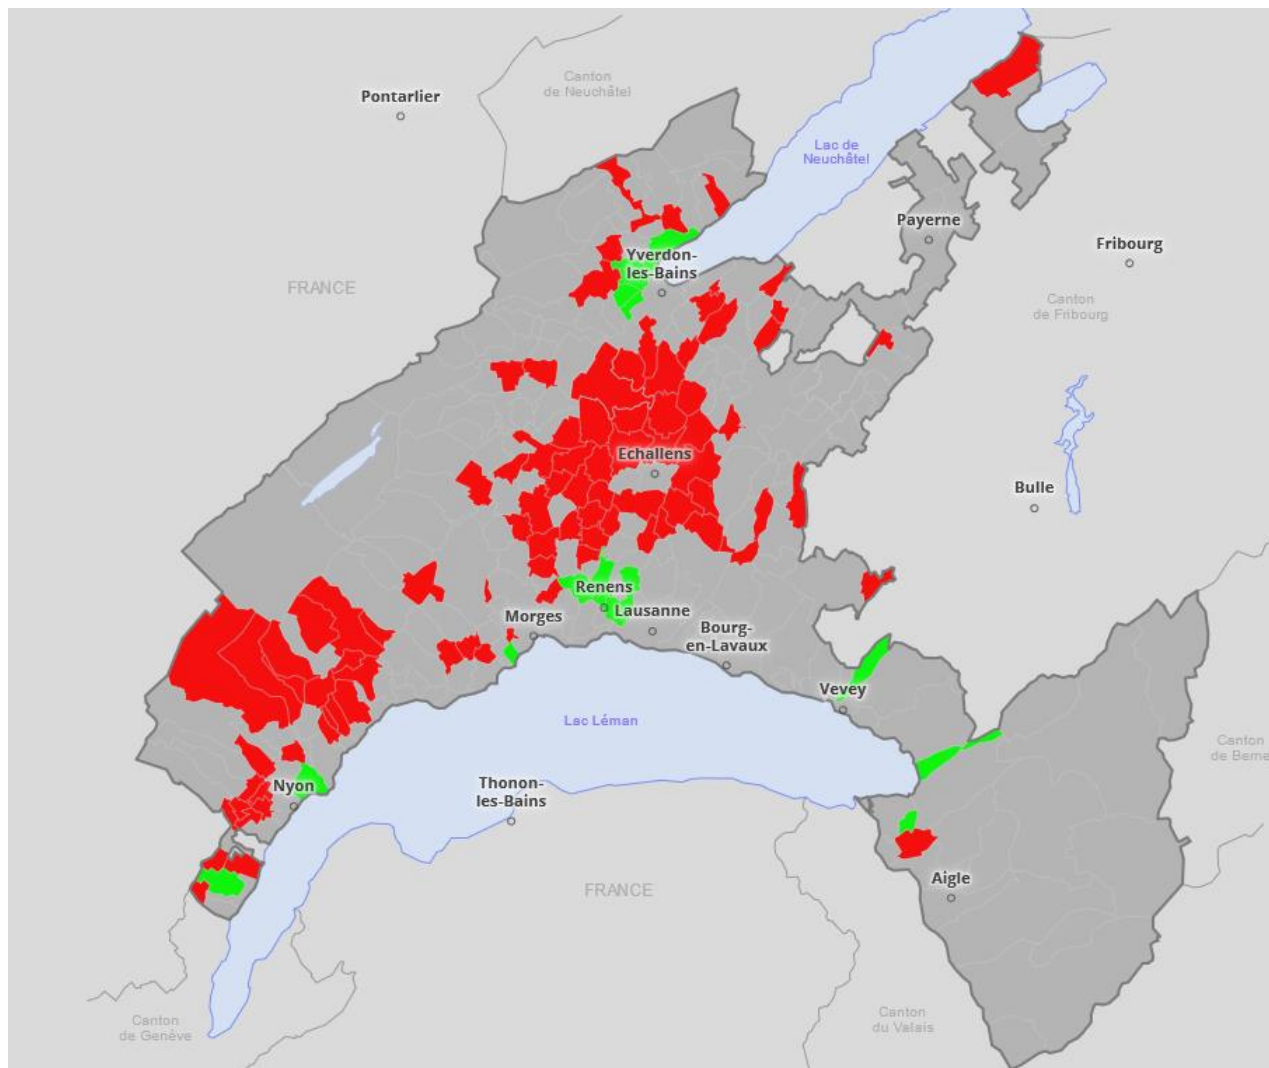 Canton
de Neuchâtel
Pontarlier
Lac de
Neuchâtel
Payerne
Fribourg
Yverdon-
les-Bains
FRANCE
Canton
de Fribourg
Echallens
Bulle
Renens
Lausanne
Morges
Bourg-
en-Lavaux
Vevey
Lac Léman
Canton
de Berne
Nyon
Thonon-
les-Bains
Aigle
FRANCE
Canton
de Genève
Canton
du Valais